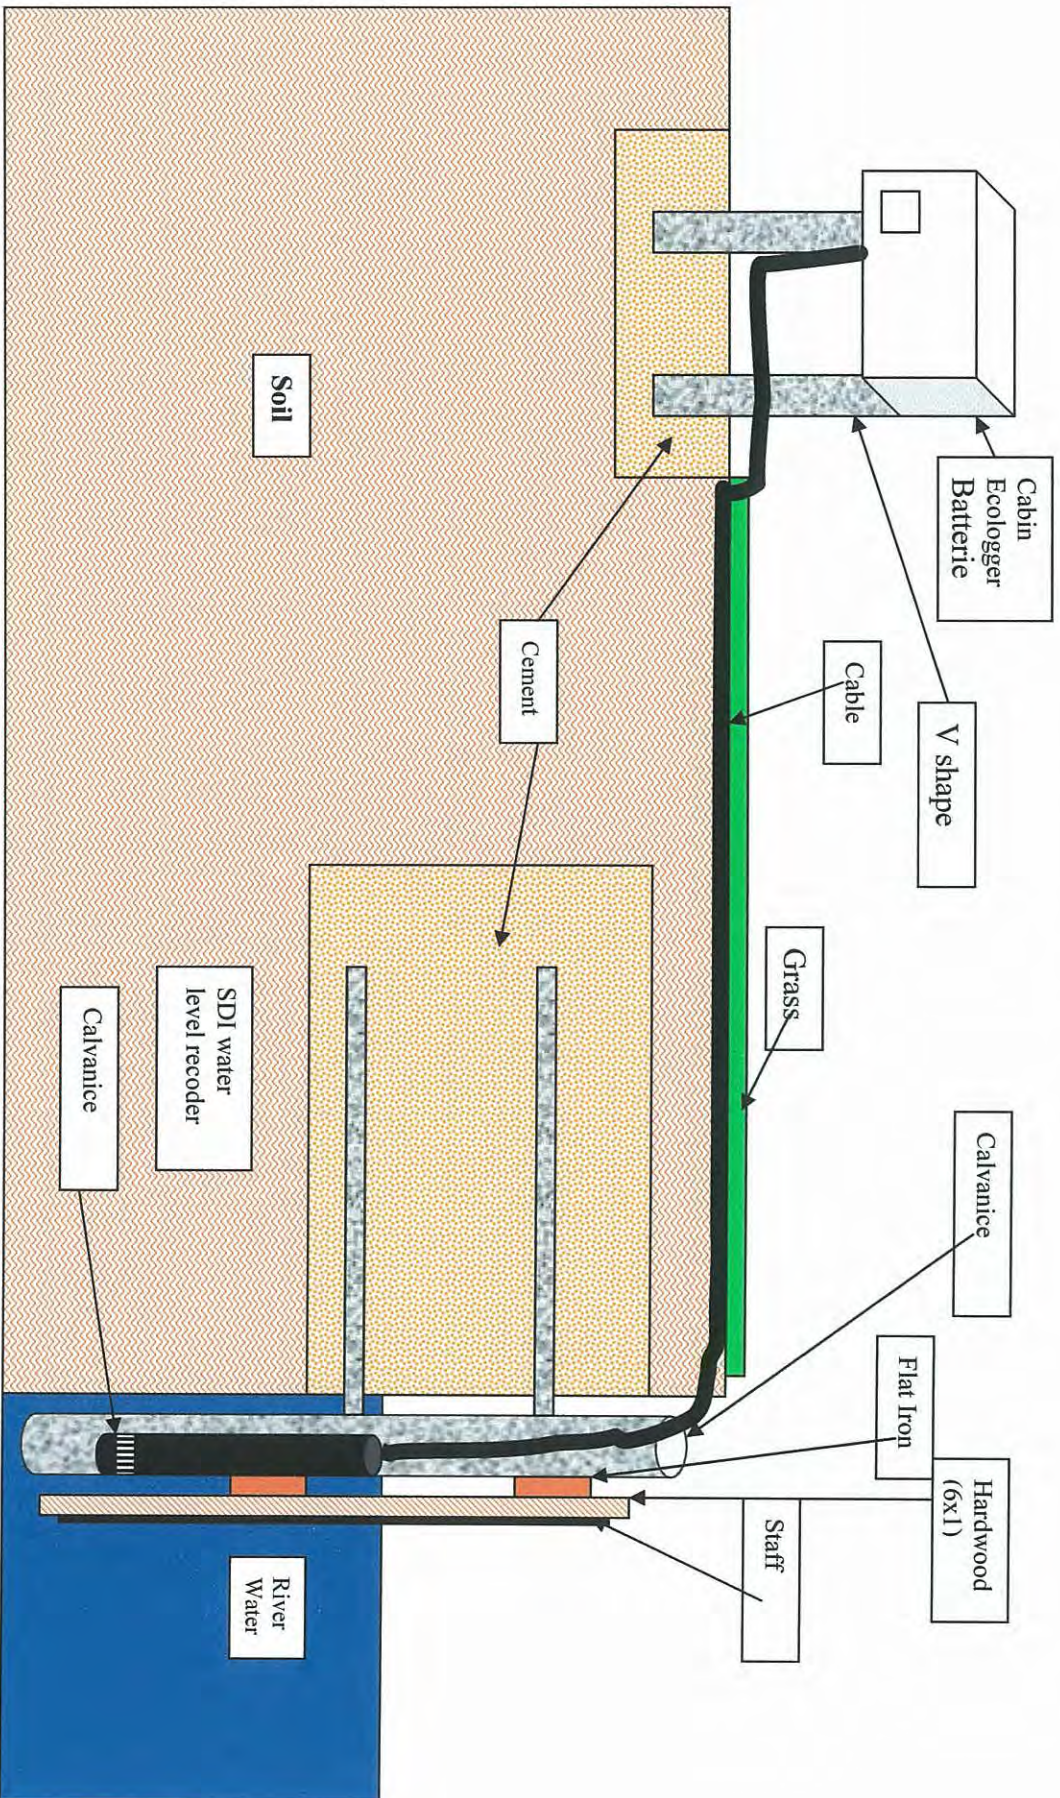 Cabin
Ecologger
Batterie
V shape
Cable
Grass
Calvanice
Flat Iron
Hardwood
(6x1)
Staff
Cement
Soil
SDI water
level recoder
Calvanice
River
Water